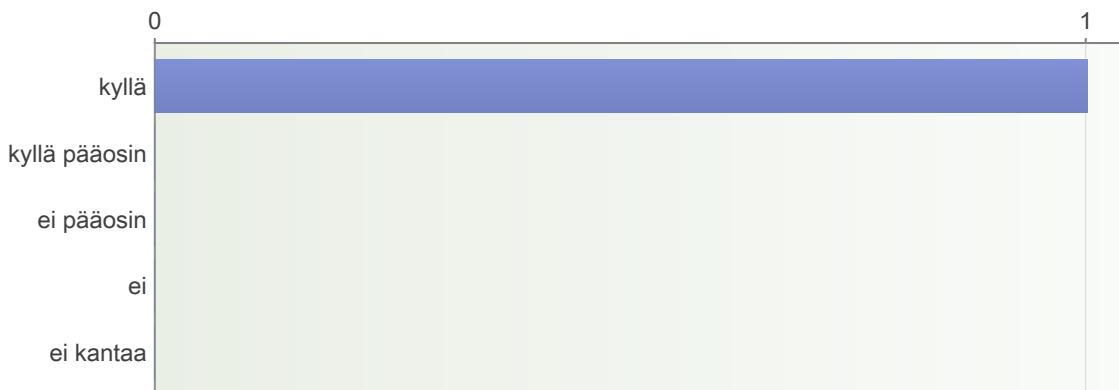 0 1
kyllä
kyllä pääosin
ei pääosin
ei
ei kantaa